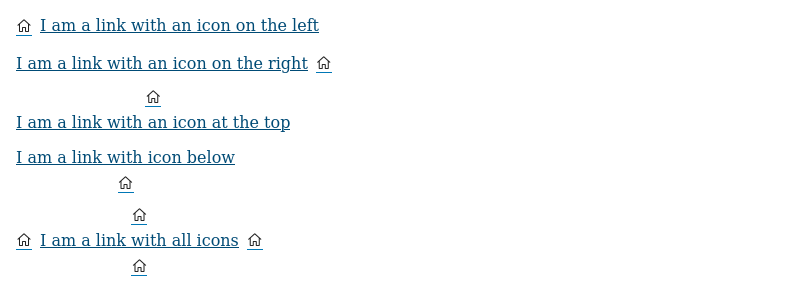 I am a link with an icon on the left
I am a link with an icon on the right
I am a link with an icon at the top
I am a link with icon below
I am a link with all icons